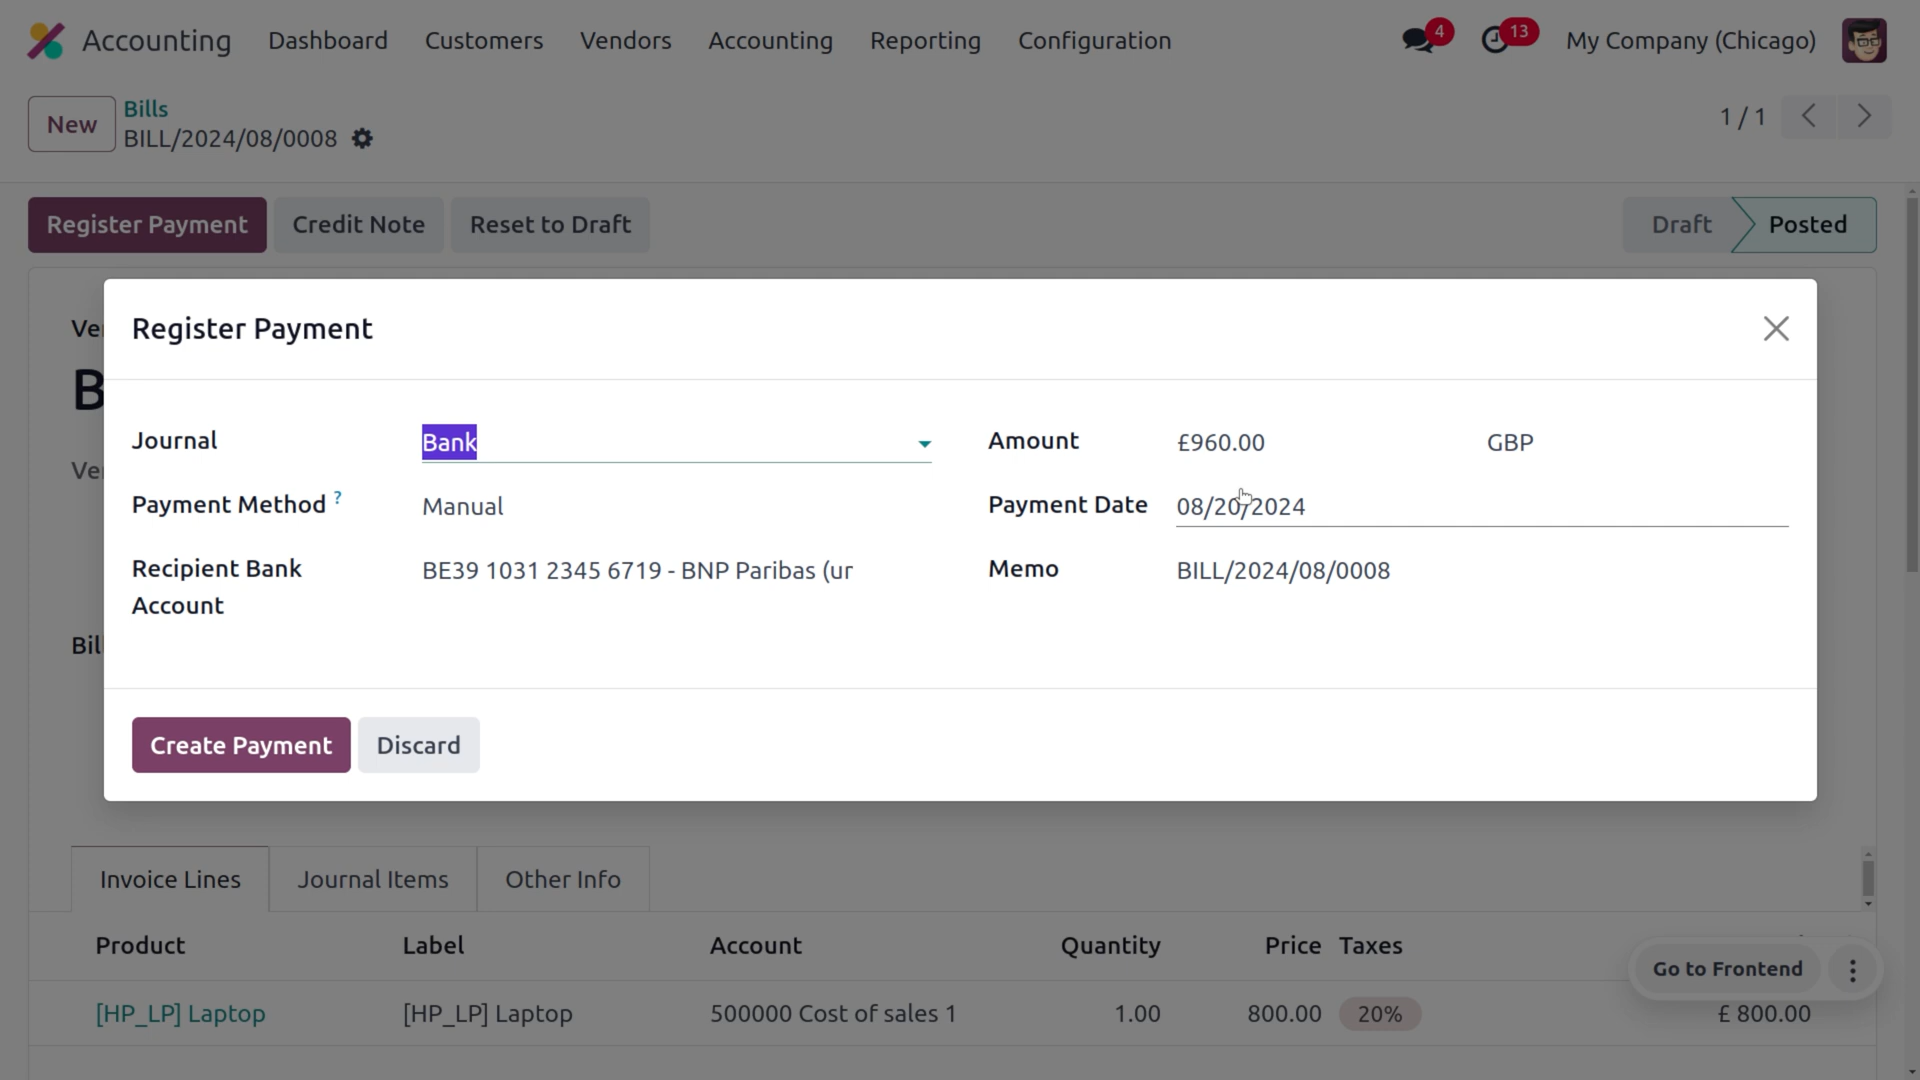 Accounting Dashboard Customers Vendors Accounting Reporting Configuration 4 13 My Company (Chicago)
New
Bills
BILL/2024/08/0008
1 / 1
Register Payment Credit Note Reset to Draft Draft Posted
Ve
Register Payment
B
Journal Bank Amount £960.00 GBP
Ve
Payment Method ? Manual Payment Date 08/20/2024
Recipient Bank Account BE39 1031 2345 6719 - BNP Paribas (ur Memo BILL/2024/08/0008
Bil
Create Payment Discard
Invoice Lines Journal Items Other Info
Product Label Account Quantity Price Taxes
Go to Frontend
[HP_LP] Laptop [HP_LP] Laptop 500000 Cost of sales 1 1.00 800.00 20% £ 800.00